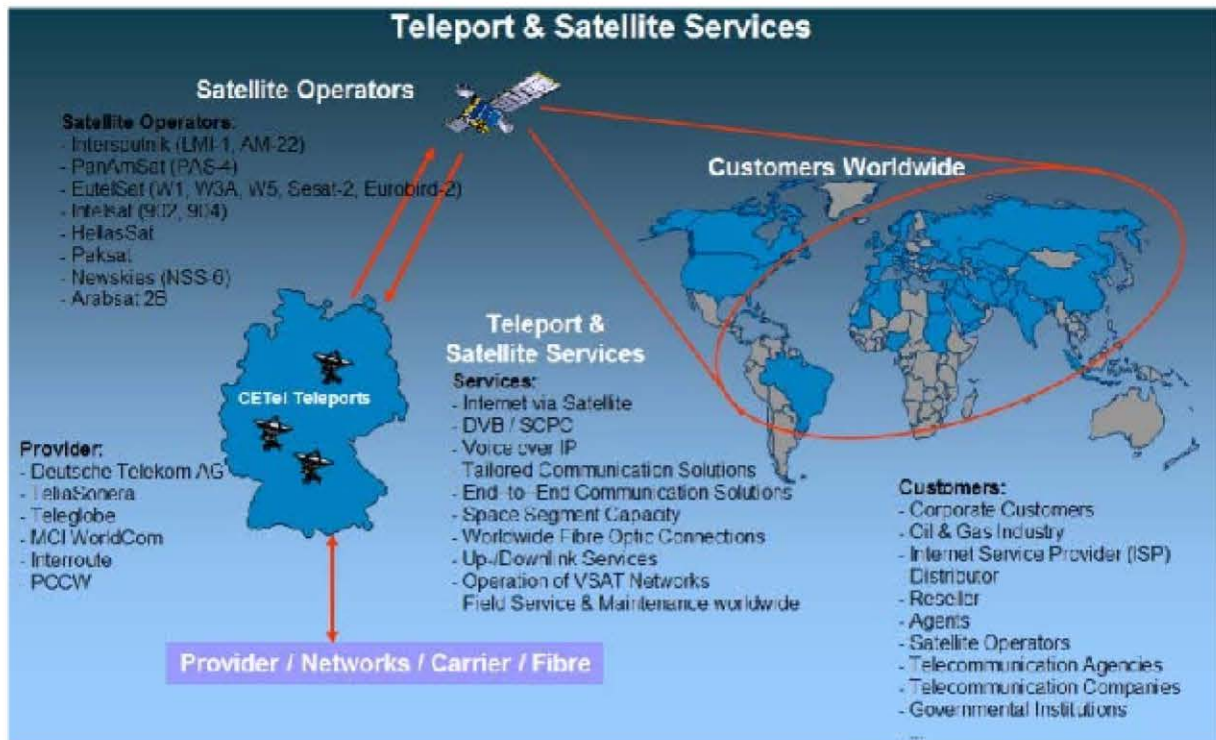 Teleport & Satellite Services
Satellite Operators
Satellite Operators:
- Intersputnik (LMI-1, AM-22)
- PanAmSat (PAS-4)
- EutelSat (W1, W3A, W5, Sesat-2, Eurobird-2)
- Intelsat (902, 904)
- HellasSat
- Paksat
- Newskies (NSS-6)
- Arabsat 2B
Customers Worldwide
CETel Teleports
Provider:
- Deutsche Telekom AG
- TeliaSonera
- Teleglobe
- MCI WorldCom
- Interroute
- PCCW
Teleport &
Satellite Services
Services:
- Internet via Satellite
- DVB / SCPC
- Voice over IP
- Tailored Communication Solutions
- End-to-End Communication Solutions
- Space Segment Capacity
- Worldwide Fibre Optic Connections
- Up-/Downlink Services
- Operation of VSAT Networks
- Field Service & Maintenance worldwide
Customers:
- Corporate Customers
- Oil & Gas Industry
- Internet Service Provider (ISP)
- Distributor
- Reseller
- Agents
- Satellite Operators
- Telecommunication Agencies
- Telecommunication Companies
- Governmental Institutions
- ...
Provider / Networks / Carrier / Fibre